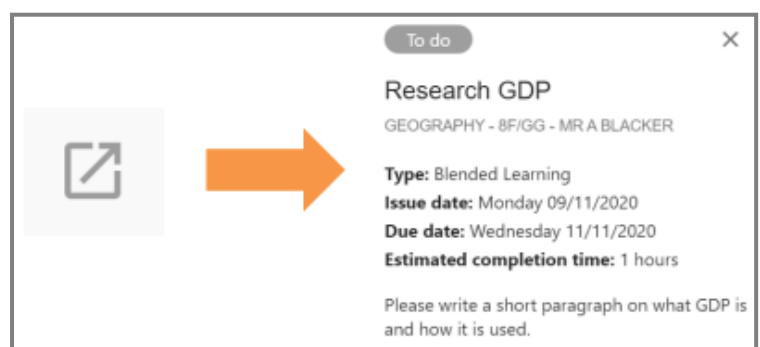 To do
Research GDP
GEOGRAPHY - 8F/GG - MR A BLACKER
Type: Blended Learning
Issue date: Monday 09/11/2020
Due date: Wednesday 11/11/2020
Estimated completion time: 1 hours
Please write a short paragraph on what GDP is
and how it is used.